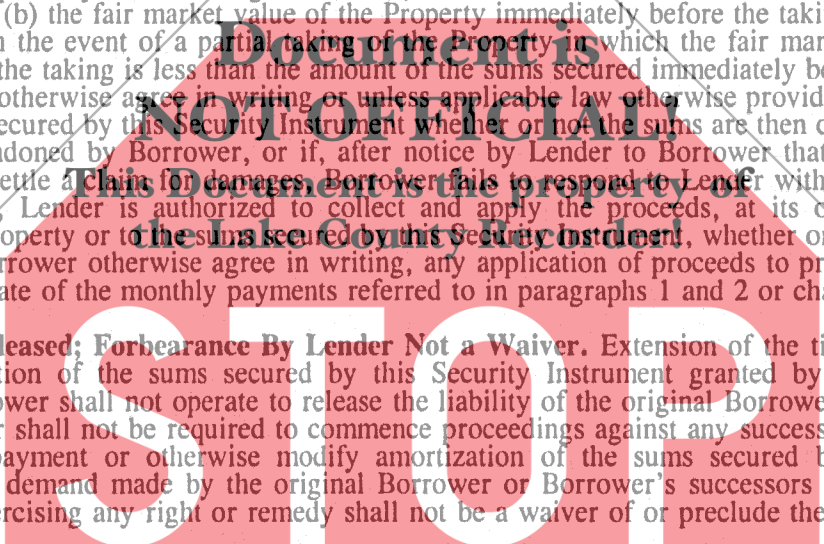 (b) the fair market value of the Property immediately before the taki
n the event of a partial taking of the Property in which the fair mar
the taking is less than the amount of the sums secured immediately be
otherwise agree in writing or unless applicable law otherwise provid
ecured by this Security Instrument whether or not the sums are then d
ndoned by Borrower, or if, after notice by Lender to Borrower that
ettle a claim for damages, Borrower fails to respond to Lender with
, Lender is authorized to collect and apply the proceeds, at its o
operty or to the sums secured by this Security Instrument, whether or
rrower otherwise agree in writing, any application of proceeds to pr
ate of the monthly payments referred to in paragraphs 1 and 2 or cha
leased; Forbearance By Lender Not a Waiver. Extension of the ti
tion of the sums secured by this Security Instrument granted by
ower shall not operate to release the liability of the original Borrowe
r shall not be required to commence proceedings against any success
payment or otherwise modify amortization of the sums secured b
demand made by the original Borrower or Borrower's successors
ercising any right or remedy shall not be a waiver of or preclude the
Document is
NOT OFFICIAL!
This Document is the property of
the Lake County Recorder!
STOP